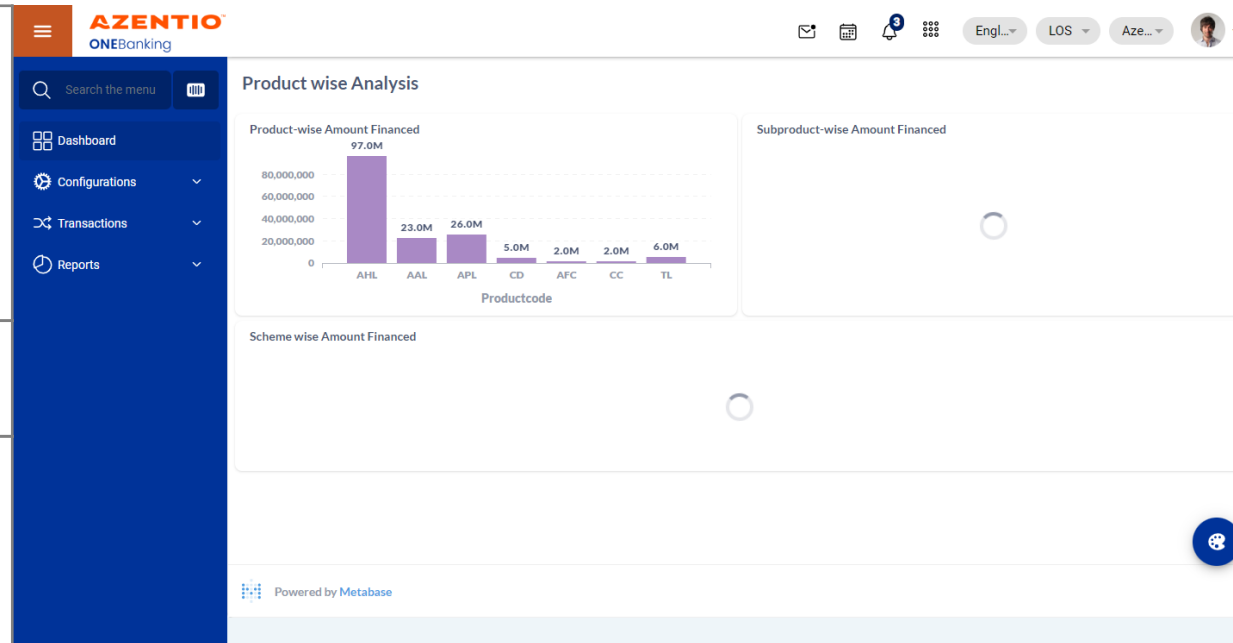 AZENTIO
ONEBanking
3
Engl...
LOS
Aze...
Search the menu
Dashboard
Configurations
Transactions
Reports
Product wise Analysis
Product-wise Amount Financed
97.0M
80,000,000
60,000,000
40,000,000
20,000,000
0
23.0M
26.0M
5.0M
2.0M
2.0M
6.0M
AHL AAL APL CD AFC CC TL
Productcode
Subproduct-wise Amount Financed
Scheme wise Amount Financed
Powered by Metabase